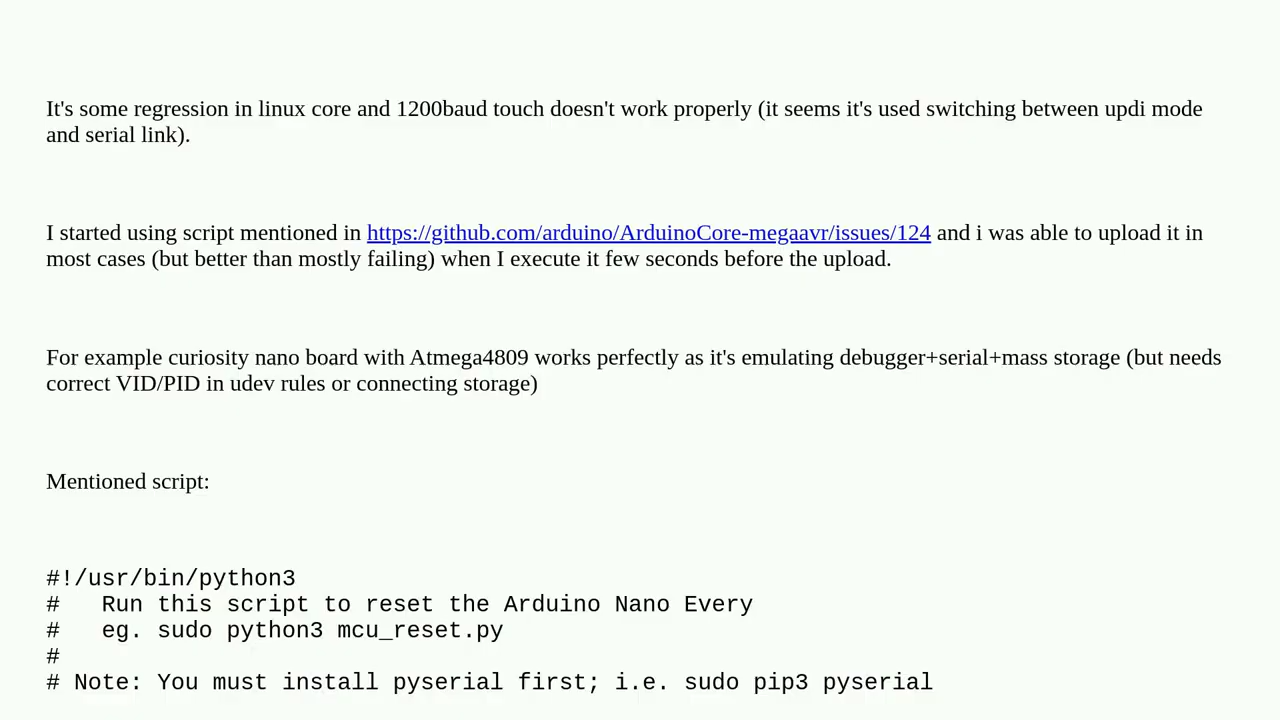 It's some regression in linux core and 1200baud touch doesn't work properly (it seems it's used switching between updi mode
and serial link).
I started using script mentioned in https://github.com/arduino/ArduinoCore-megaavr/issues/124 and i was able to upload it in
most cases (but better than mostly failing) when I execute it few seconds before the upload.
For example curiosity nano board with Atmega4809 works perfectly as it's emulating debugger+serial+mass storage (but needs
correct VID/PID in udev rules or connecting storage)
Mentioned script:
#!/usr/bin/python3
#   Run this script to reset the Arduino Nano Every
#   eg. sudo python3 mcu_reset.py
#
# Note: You must install pyserial first; i.e. sudo pip3 pyserial